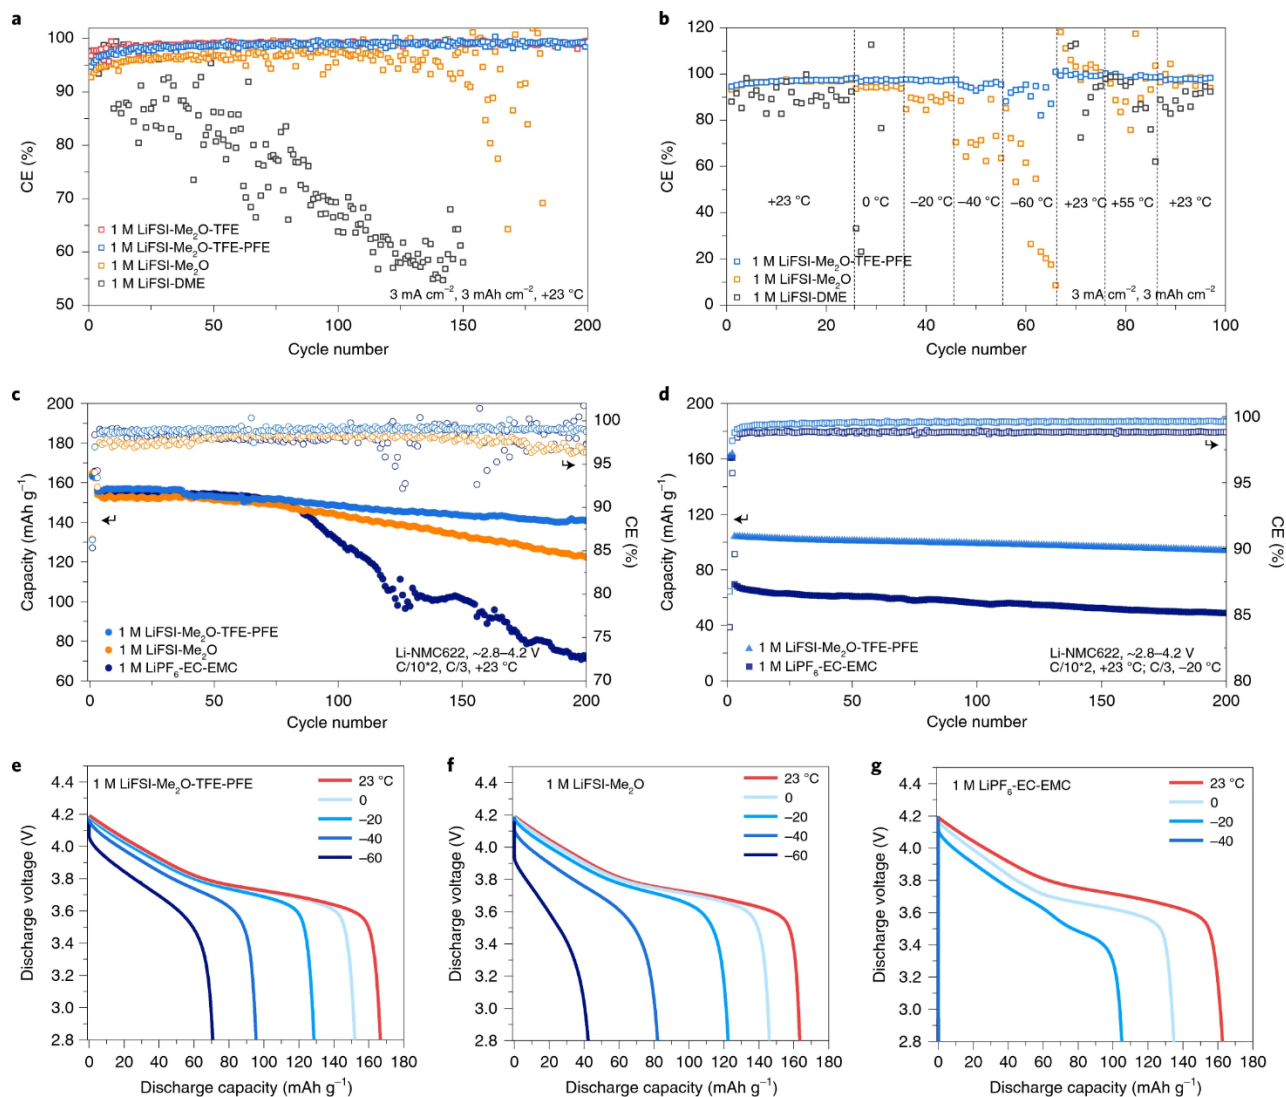 a
100
90
80
70
60
50
CE (%)
1 M LiFSI-Me₂O-TFE
1 M LiFSI-Me₂O-TFE-PFE
1 M LiFSI-Me₂O
1 M LiFSI-DME
3 mA cm⁻², 3 mAh cm⁻², +23 °C
0 50 100 150 200
Cycle number
b
120
100
80
60
40
20
0
CE (%)
+23 °C 0 °C –20 °C –40 °C –60 °C +23 °C +55 °C +23 °C
1 M LiFSI-Me₂O-TFE-PFE
1 M LiFSI-Me₂O
1 M LiFSI-DME
3 mA cm⁻², 3 mAh cm⁻²
0 20 40 60 80 100
Cycle number
c
200
180
160
140
120
100
80
60
Capacity (mAh g⁻¹)
100
95
90
85
80
75
70
CE (%)
1 M LiFSI-Me₂O-TFE-PFE
1 M LiFSI-Me₂O
1 M LiPF₆-EC-EMC
Li-NMC622, ~2.8–4.2 V
C/10*2, C/3, +23 °C
0 50 100 150 200
Cycle number
d
200
160
120
80
40
0
Capacity (mAh g⁻¹)
100
95
90
85
80
CE (%)
1 M LiFSI-Me₂O-TFE-PFE
1 M LiPF₆-EC-EMC
Li-NMC622, ~2.8–4.2 V
C/10*2, +23 °C; C/3, –20 °C
0 50 100 150 200
Cycle number
e
1 M LiFSI-Me₂O-TFE-PFE
23 °C
0
–20
–40
–60
4.4
4.2
4.0
3.8
3.6
3.4
3.2
3.0
2.8
Discharge voltage (V)
0 20 40 60 80 100 120 140 160 180
Discharge capacity (mAh g⁻¹)
f
1 M LiFSI-Me₂O
23 °C
0
–20
–40
–60
4.4
4.2
4.0
3.8
3.6
3.4
3.2
3.0
2.8
Discharge voltage (V)
0 20 40 60 80 100 120 140 160 180
Discharge capacity (mAh g⁻¹)
g
1 M LiPF₆-EC-EMC
23 °C
0
–20
–40
4.4
4.2
4.0
3.8
3.6
3.4
3.2
3.0
2.8
Discharge voltage (V)
0 20 40 60 80 100 120 140 160 180
Discharge capacity (mAh g⁻¹)